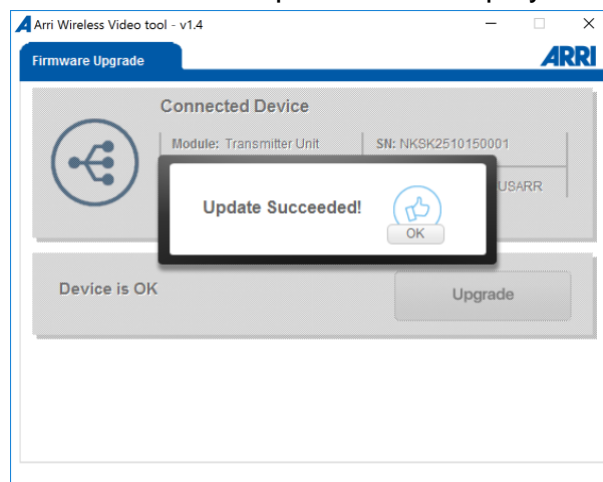 Arri Wireless Video tool - v1.4
Firmware Upgrade
ARRI
Connected Device
Module: Transmitter Unit
SN: NKSK2510150001
USARR
Update Succeeded!
OK
Device is OK
Upgrade